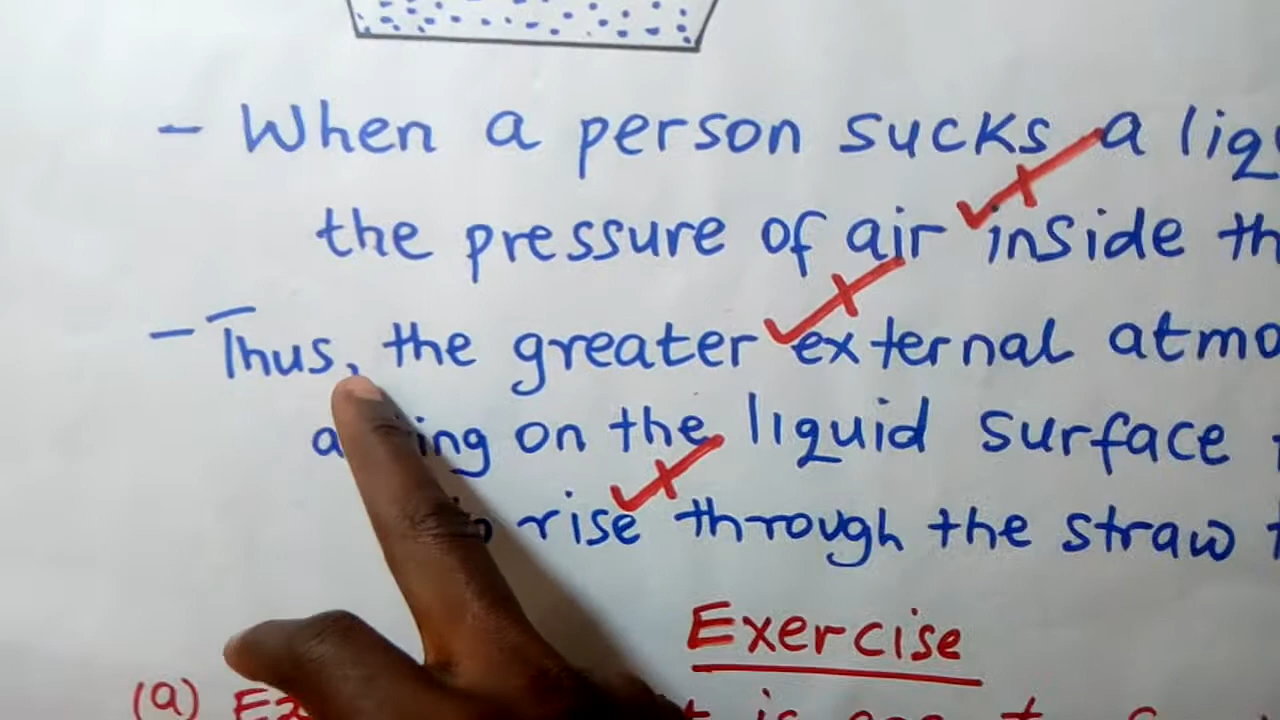 - When a person sucks a liq
the pressure of air inside th
- Thus, the greater external atmo
on the liquid surface
rise through the straw t
Exercise
(a) Ex